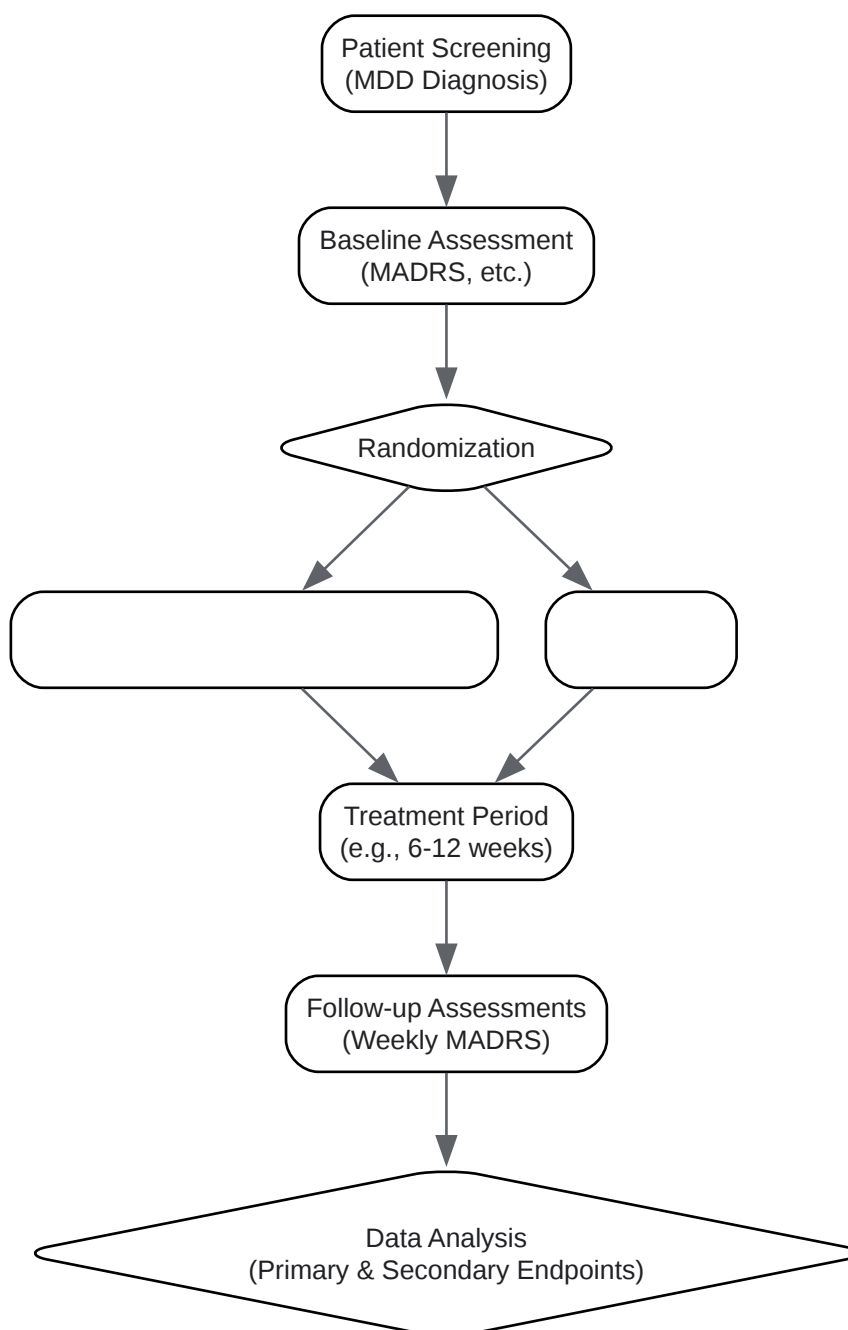 Patient Screening
(MDD Diagnosis)
Baseline Assessment
(MADRS, etc.)
Randomization
Treatment Period
(e.g., 6-12 weeks)
Follow-up Assessments
(Weekly MADRS)
Data Analysis
(Primary & Secondary Endpoints)